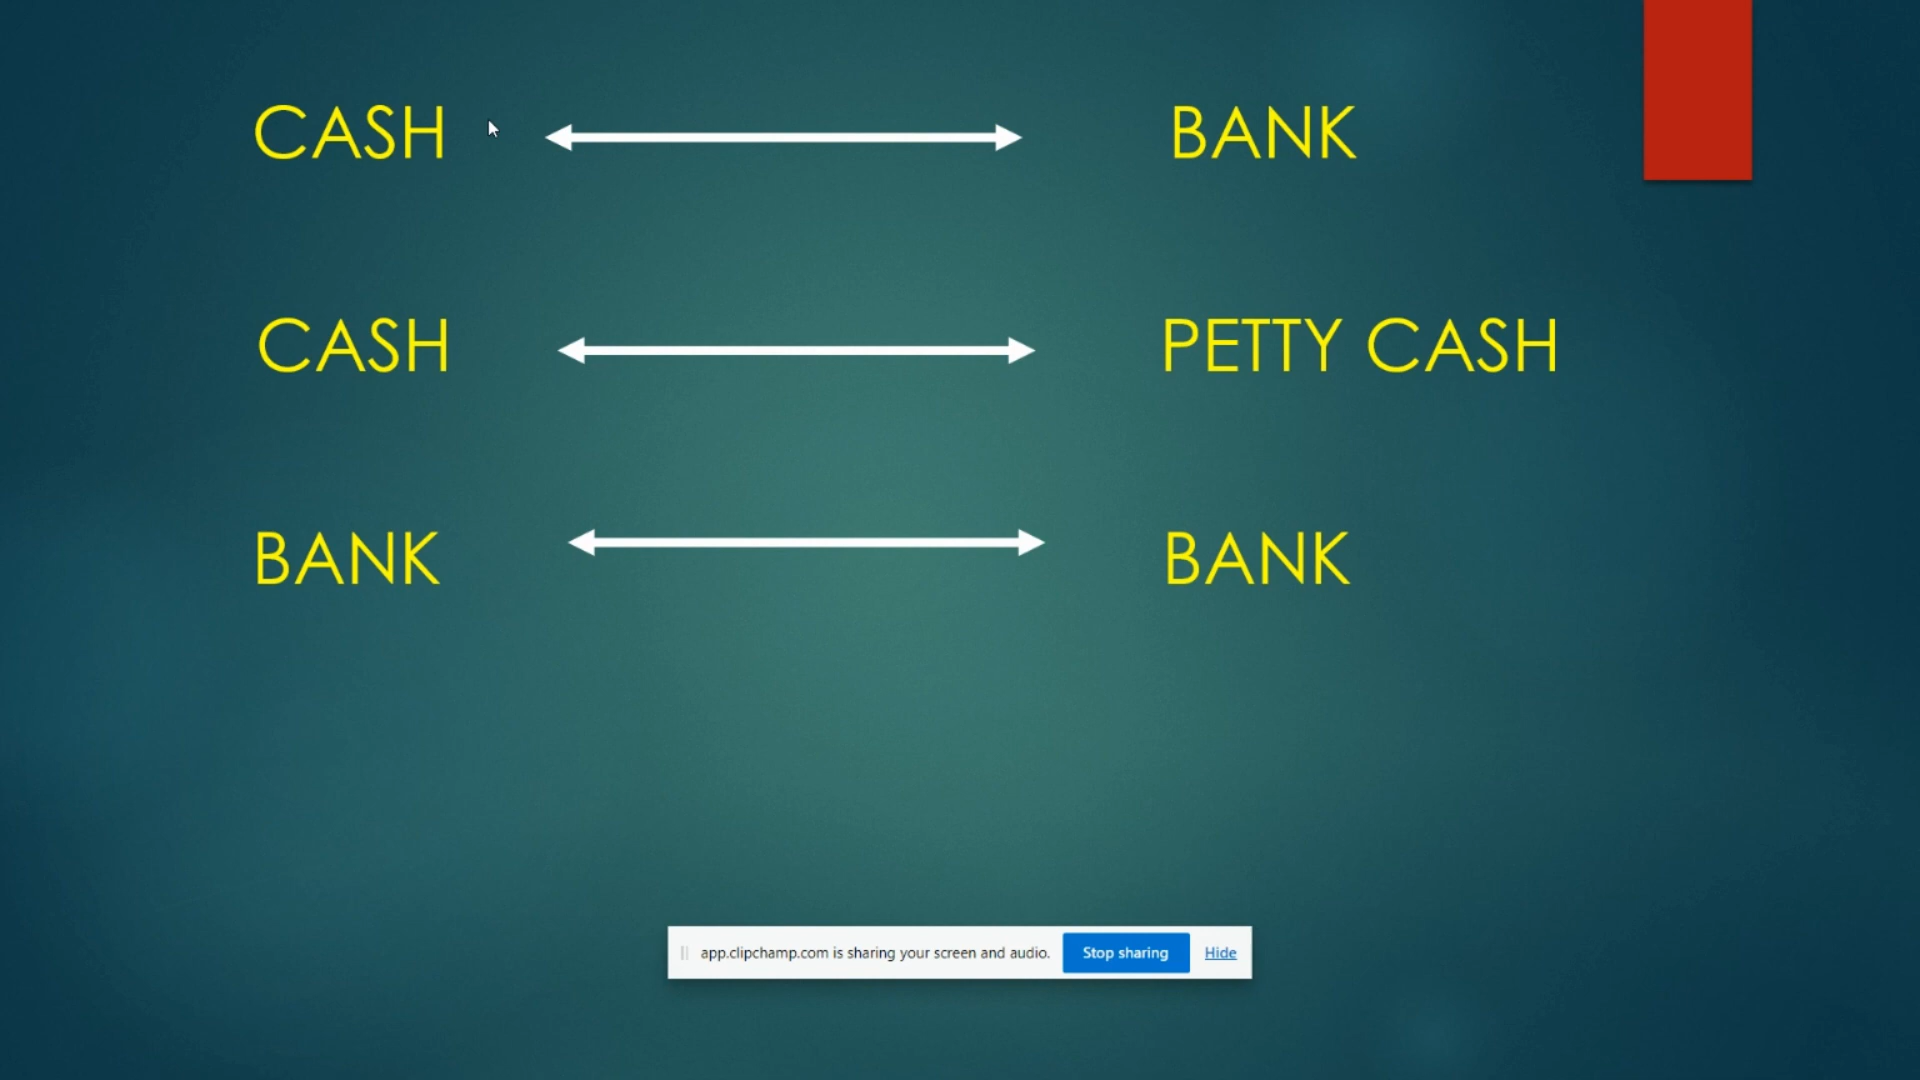 CASH BANK
CASH PETTY CASH
BANK BANK
app.clipchamp.com is sharing your screen and audio. Stop sharing Hide